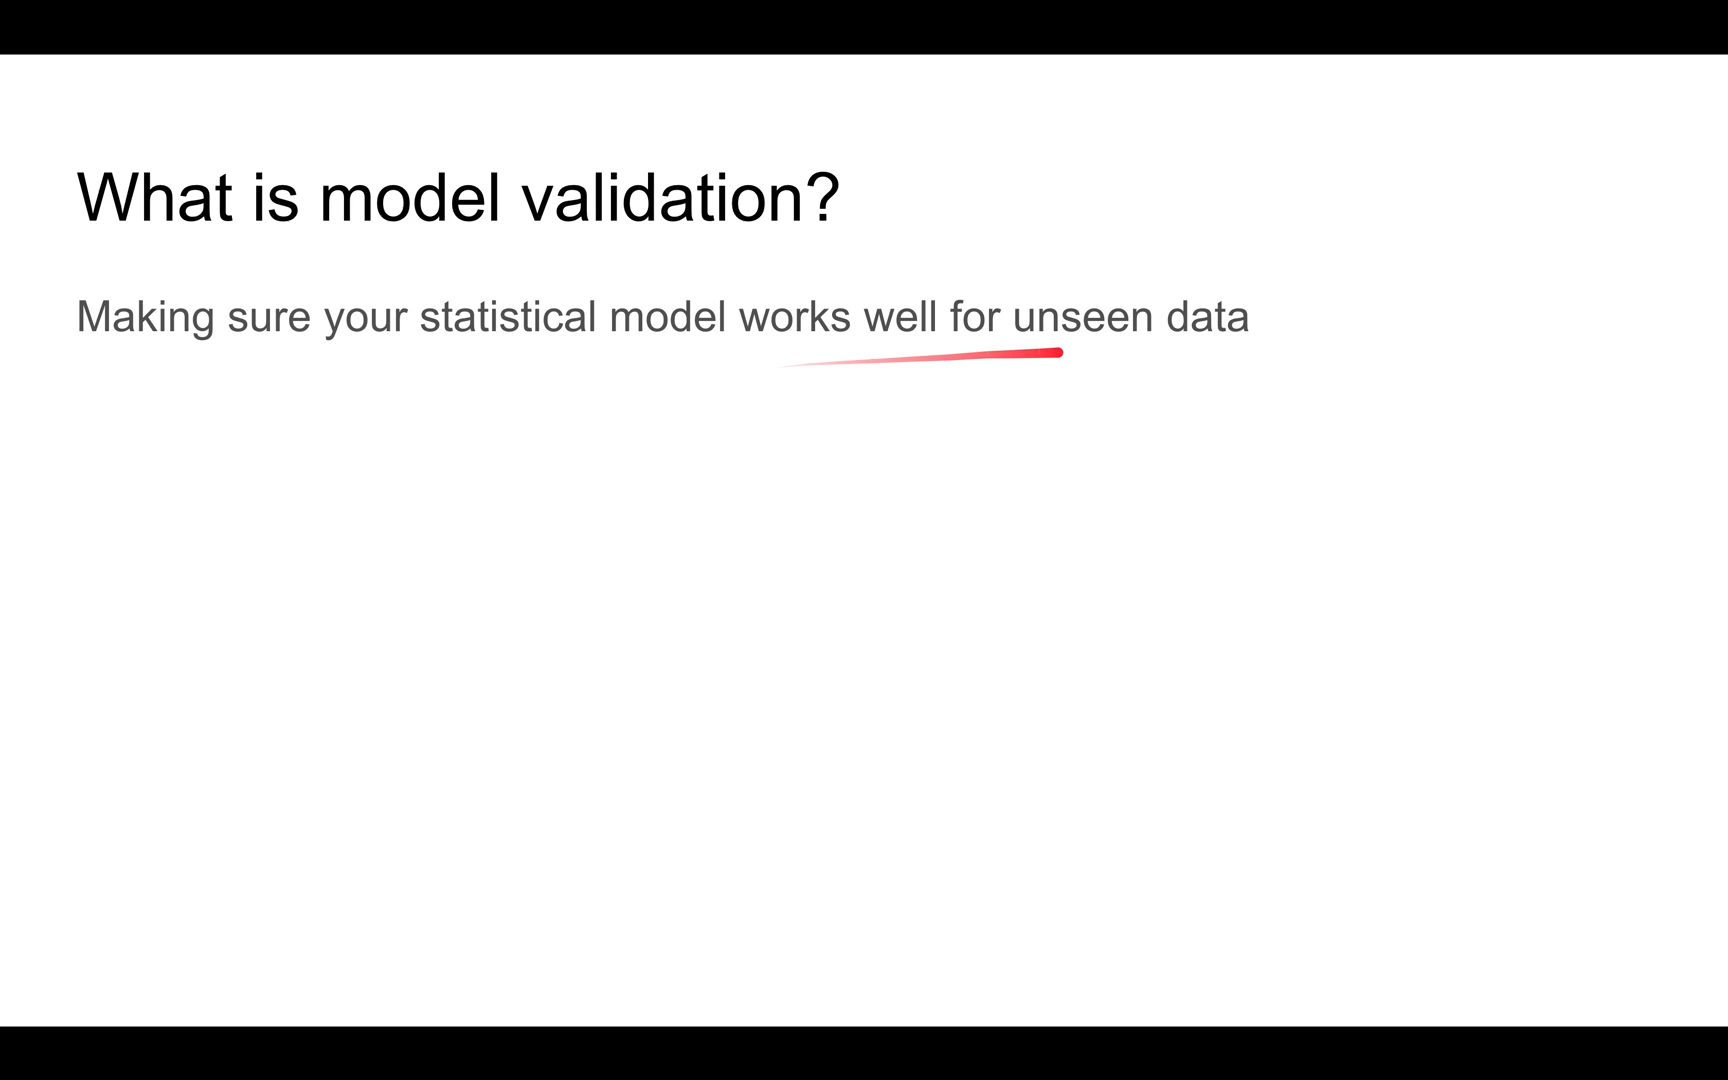 What is model validation?
Making sure your statistical model works well for unseen data